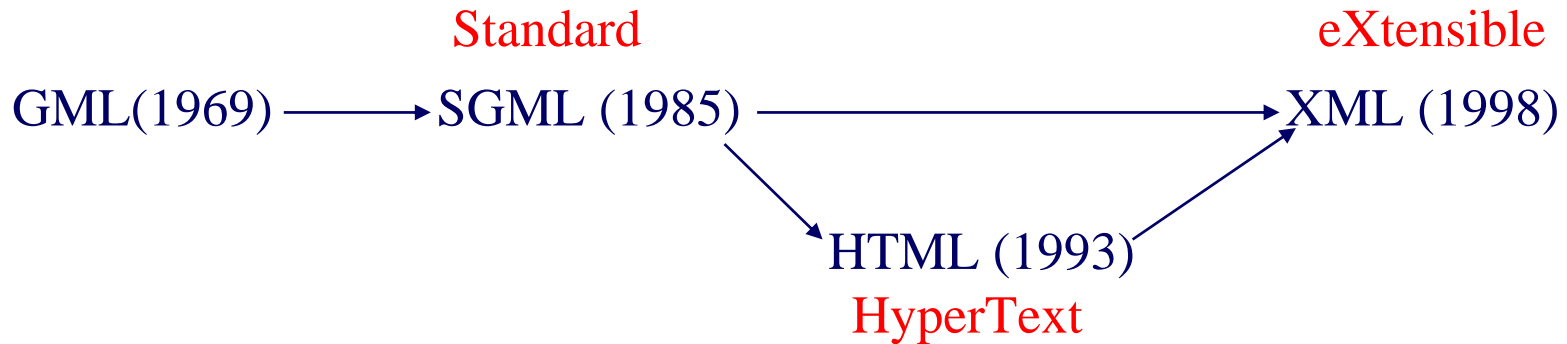 Standard eXtensible
GML(1969) SGML (1985) XML (1998)
HTML (1993)
HyperText